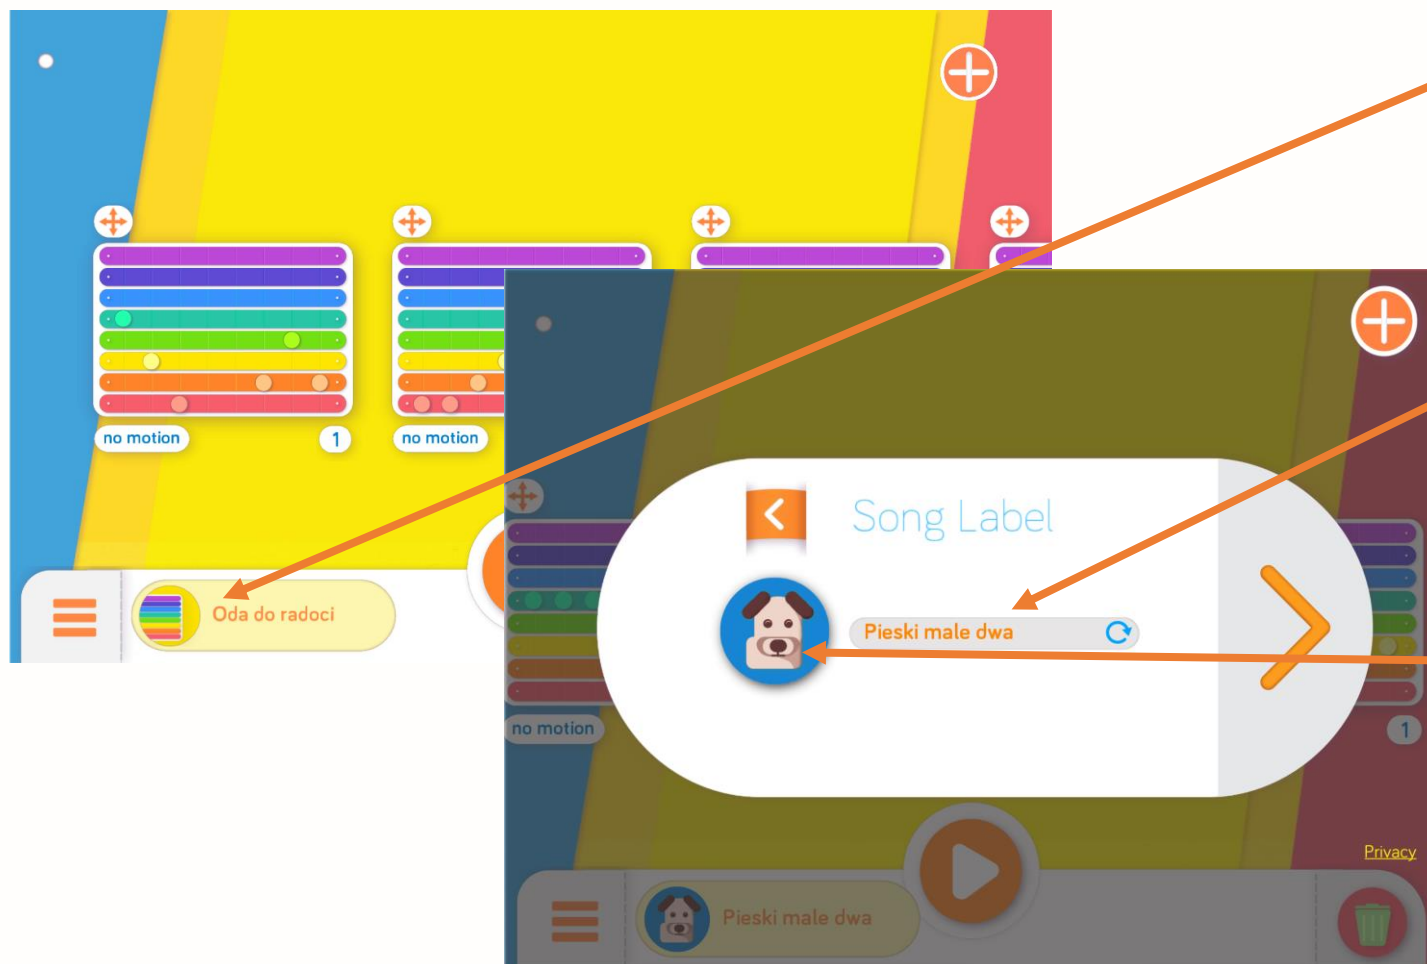 no motion
1
no motion
Oda do radoci
Song Label
Pieski male dwa
no motion
1
Privacy
Pieski male dwa